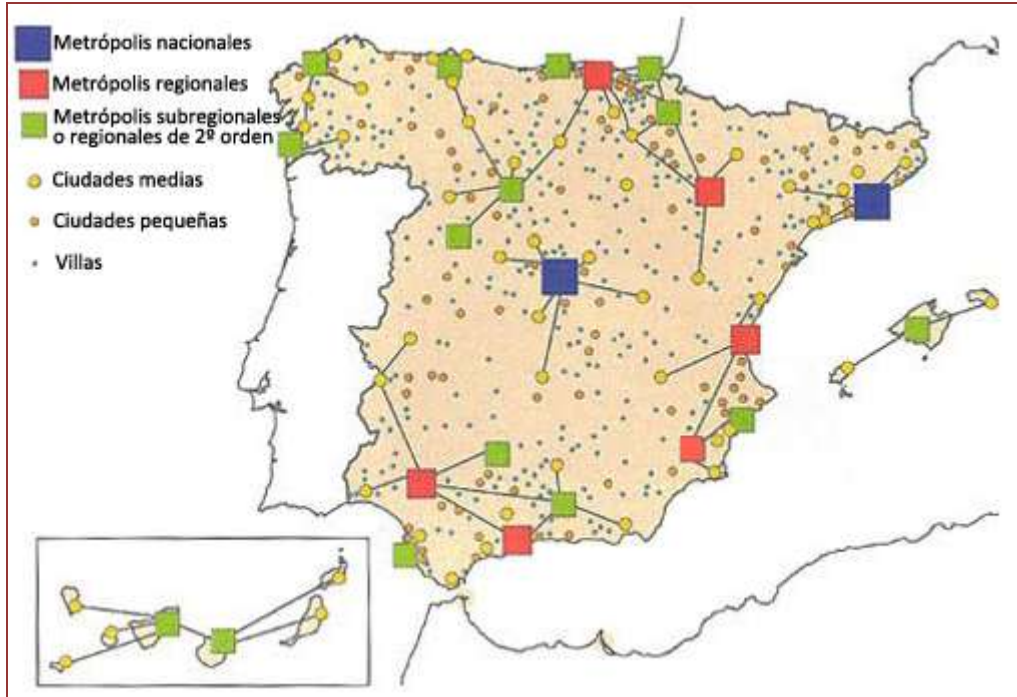 Metrópolis nacionales
Metrópolis regionales
Metrópolis subregionales
o regionales de 2º orden
Ciudades medias
Ciudades pequeñas
Villas